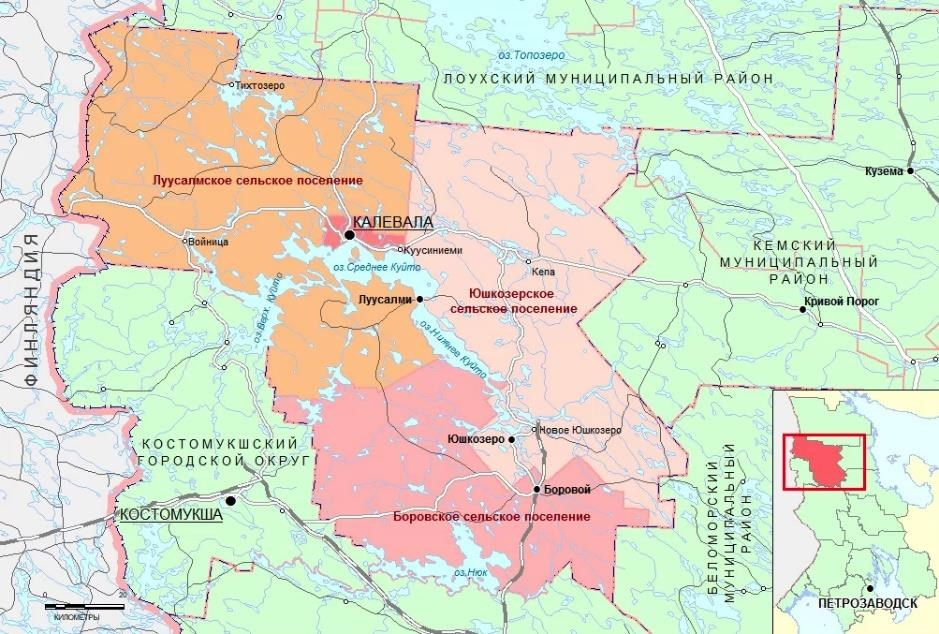 оз.Топозеро
ЛОУХСКИЙ МУНИЦИПАЛЬНЫЙ РАЙОН
Тихтозеро
Кузема
Луусалмское сельское поселение
КАЛЕВАЛА
Войница
Куусиниеми
КЕМСКИЙ
МУНИЦИПАЛЬНЫЙ
РАЙОН
ФИНЛЯНДИЯ
оз.Среднее Куйто
Кепа
оз.Верх. Куйто
Луусалми
Юшкозерское
сельское поселение
Кривой Порог
оз.Нижнее Куйто
КОСТОМУКШСКИЙ
ГОРОДСКОЙ ОКРУГ
Юшкозеро
Новое Юшкозеро
БЕЛОМОРСКИЙ
МУНИЦИПАЛЬНЫЙ
РАЙОН
Боровой
КОСТОМУКША
Боровское сельское поселение
оз.Нюк
ПЕТРОЗАВОДСК
20
КИЛОМЕТРЫ